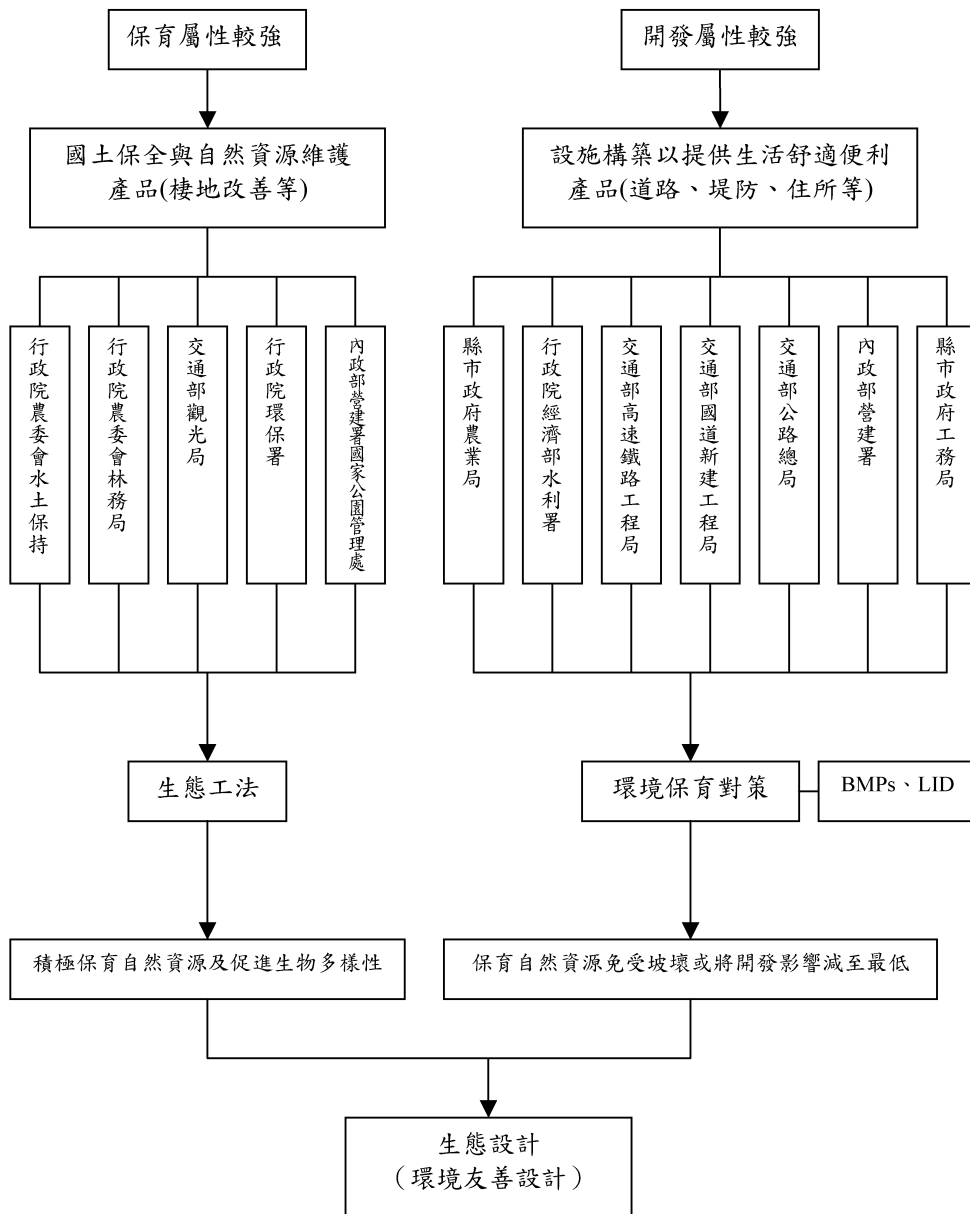 保育屬性較強
開發屬性較強
國土保全與自然資源維護
產品(棲地改善等)
設施構築以提供生活舒適便利
產品(道路、堤防、住所等)
行政院農委會水土保持
行政院農委會林務局
交通部觀光局
行政院環保署
內政部營建署國家公園管理處
縣市政府農業局
行政院經濟部水利署
交通部高速鐵路工程局
交通部國道新建工程局
交通部公路總局
內政部營建署
縣市政府工務局
生態工法
環境保育對策
BMPs、LID
積極保育自然資源及促進生物多樣性
保育自然資源免受坡壞或將開發影響減至最低
生態設計
（環境友善設計）